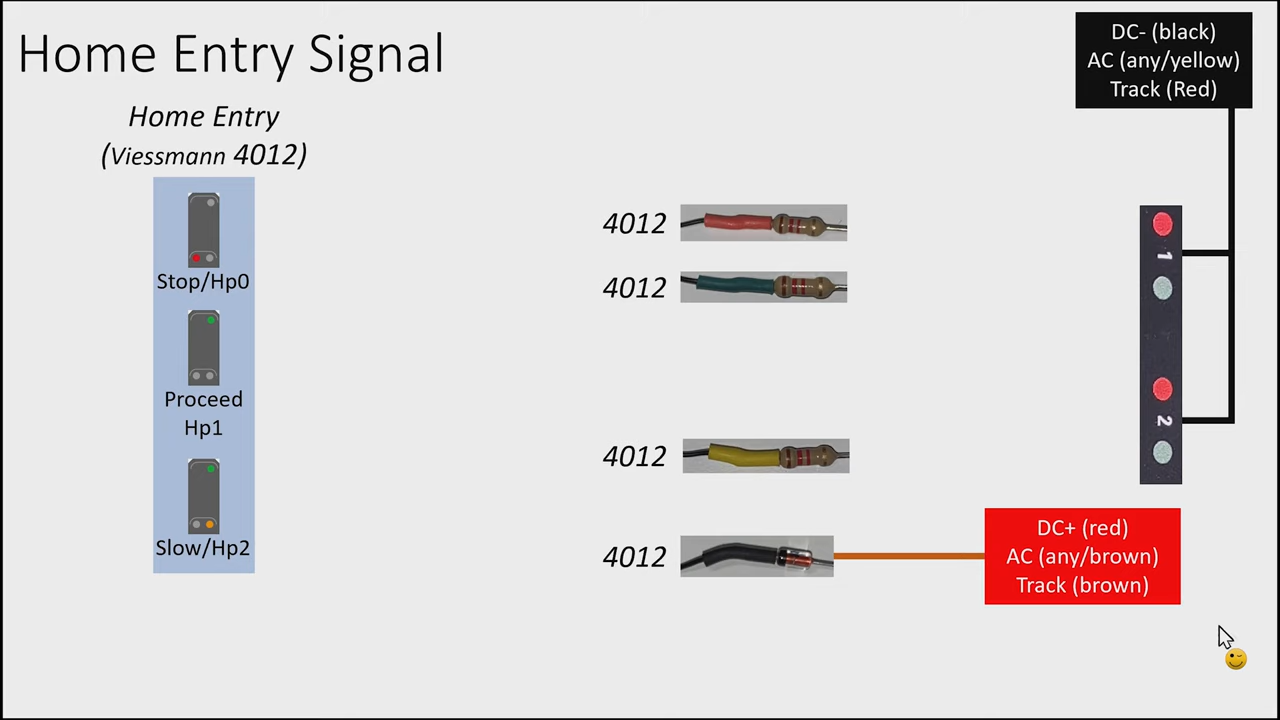 Home Entry Signal
Home Entry
(Viessmann 4012)
Stop/Hp0
Proceed
Hp1
Slow/Hp2
4012
4012
4012
4012
DC- (black)
AC (any/yellow)
Track (Red)
1
2
DC+ (red)
AC (any/brown)
Track (brown)